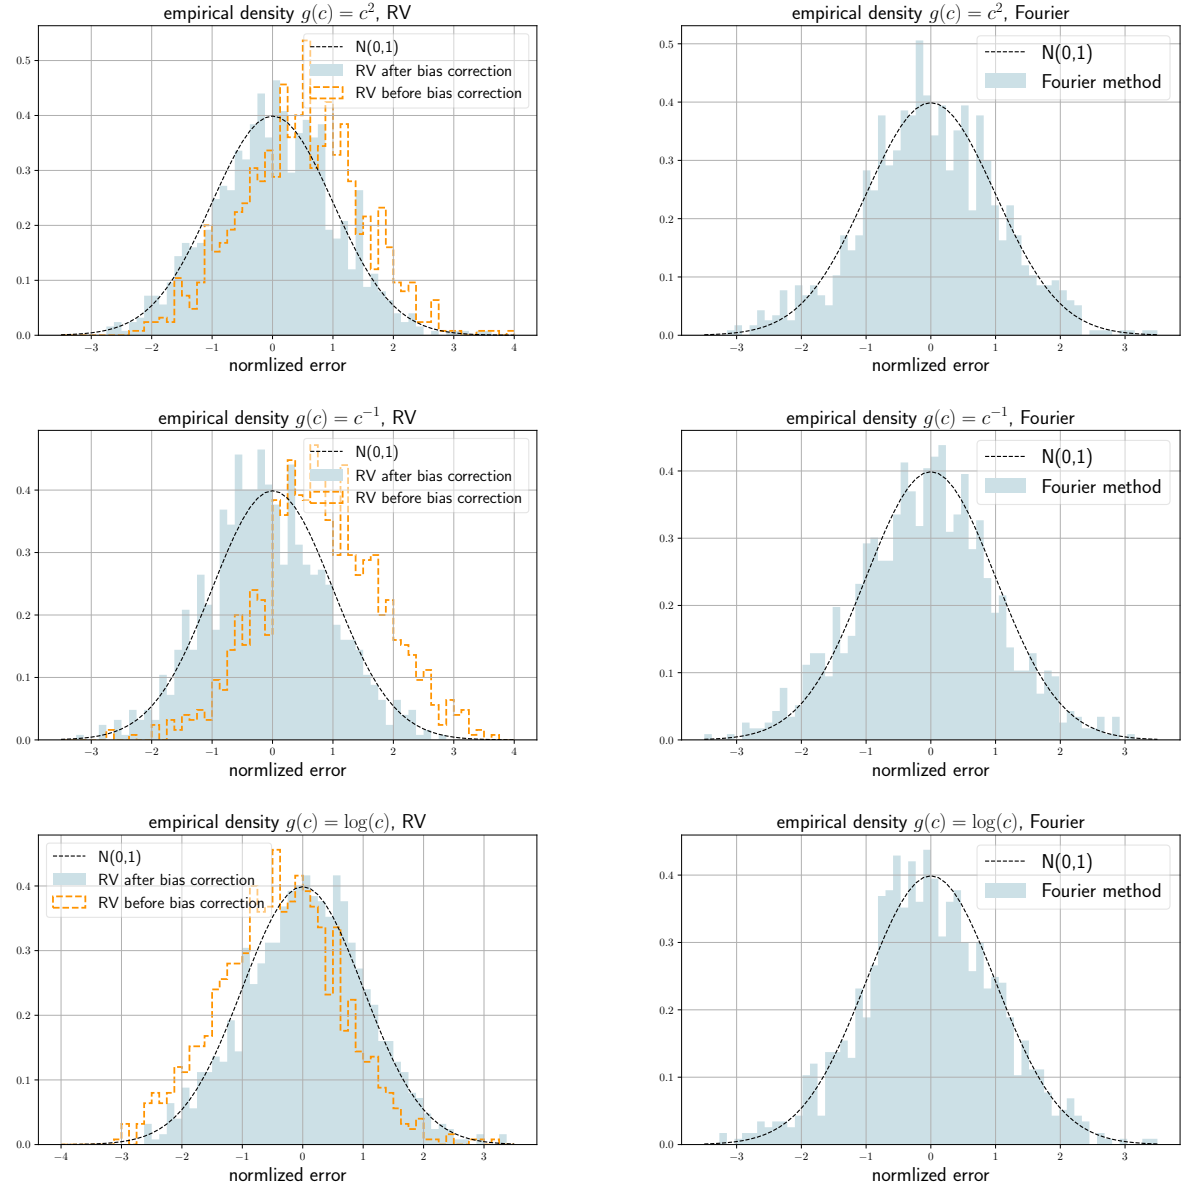 empirical density g(c) = c², RV
N(0,1)
RV after bias correction
RV before bias correction
0.5
0.4
0.3
0.2
0.1
0.0
−3 −2 −1 0 1 2 3 4
normlized error
empirical density g(c) = c², Fourier
N(0,1)
Fourier method
0.5
0.4
0.3
0.2
0.1
0.0
−3 −2 −1 0 1 2 3
normlized error
empirical density g(c) = c⁻¹, RV
N(0,1)
RV after bias correction
RV before bias correction
0.4
0.3
0.2
0.1
0.0
−3 −2 −1 0 1 2 3 4
normlized error
empirical density g(c) = c⁻¹, Fourier
N(0,1)
Fourier method
0.4
0.3
0.2
0.1
0.0
−3 −2 −1 0 1 2 3
normlized error
empirical density g(c) = log(c), RV
N(0,1)
RV after bias correction
RV before bias correction
0.4
0.3
0.2
0.1
0.0
−4 −3 −2 −1 0 1 2 3
normlized error
empirical density g(c) = log(c), Fourier
N(0,1)
Fourier method
0.4
0.3
0.2
0.1
0.0
−3 −2 −1 0 1 2 3
normlized error